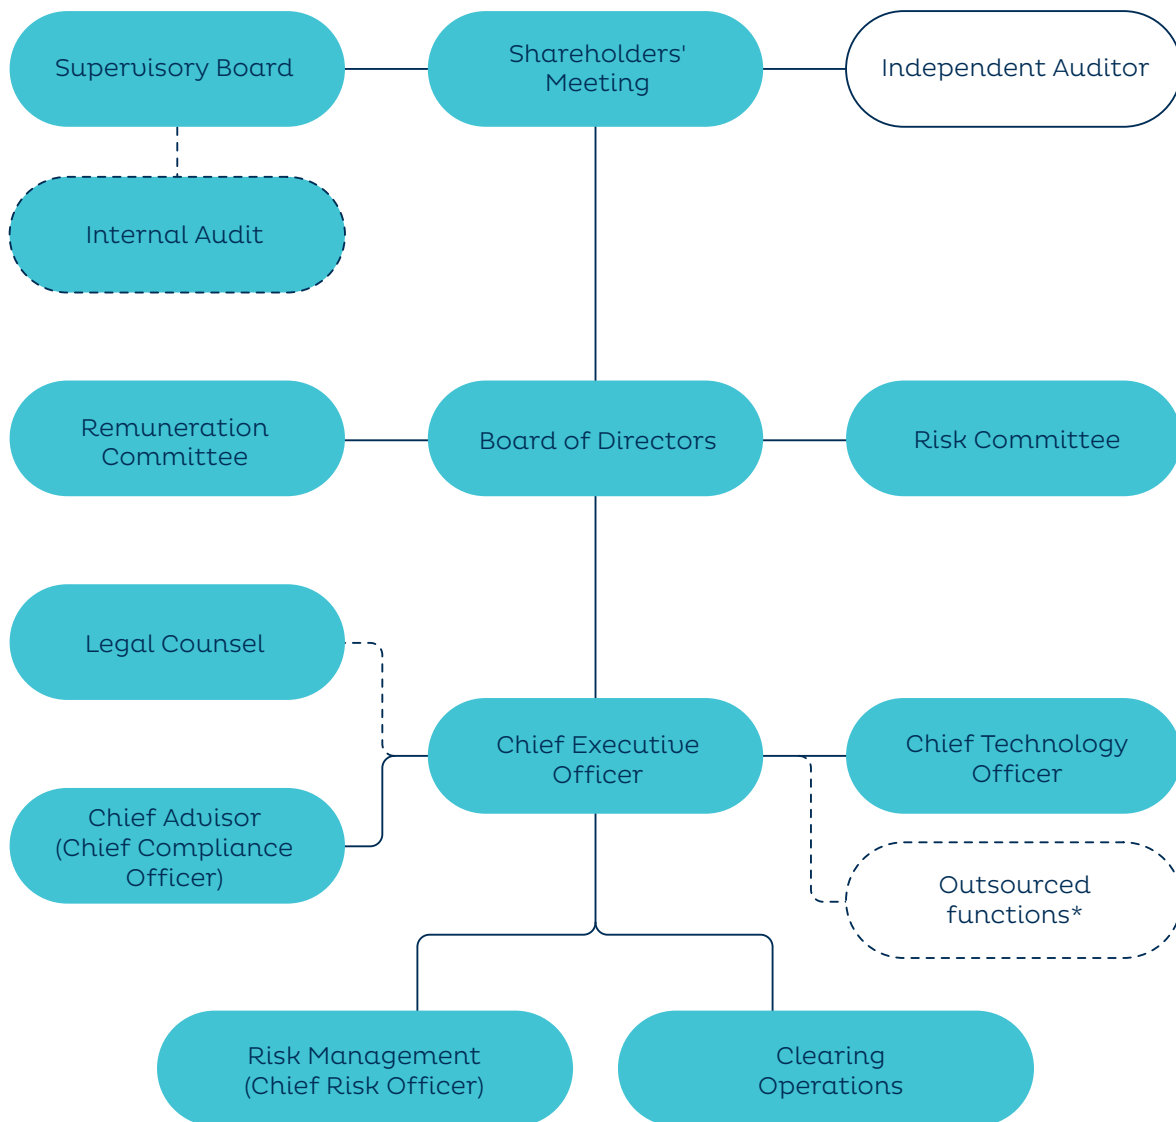 Supervisory Board
Shareholders'
Meeting
Independent Auditor
Internal Audit
Remuneration
Committee
Board of Directors
Risk Committee
Legal Counsel
Chief Executive
Officer
Chief Technology
Officer
Chief Advisor
(Chief Compliance
Officer)
Outsourced
functions*
Risk Management
(Chief Risk Officer)
Clearing
Operations